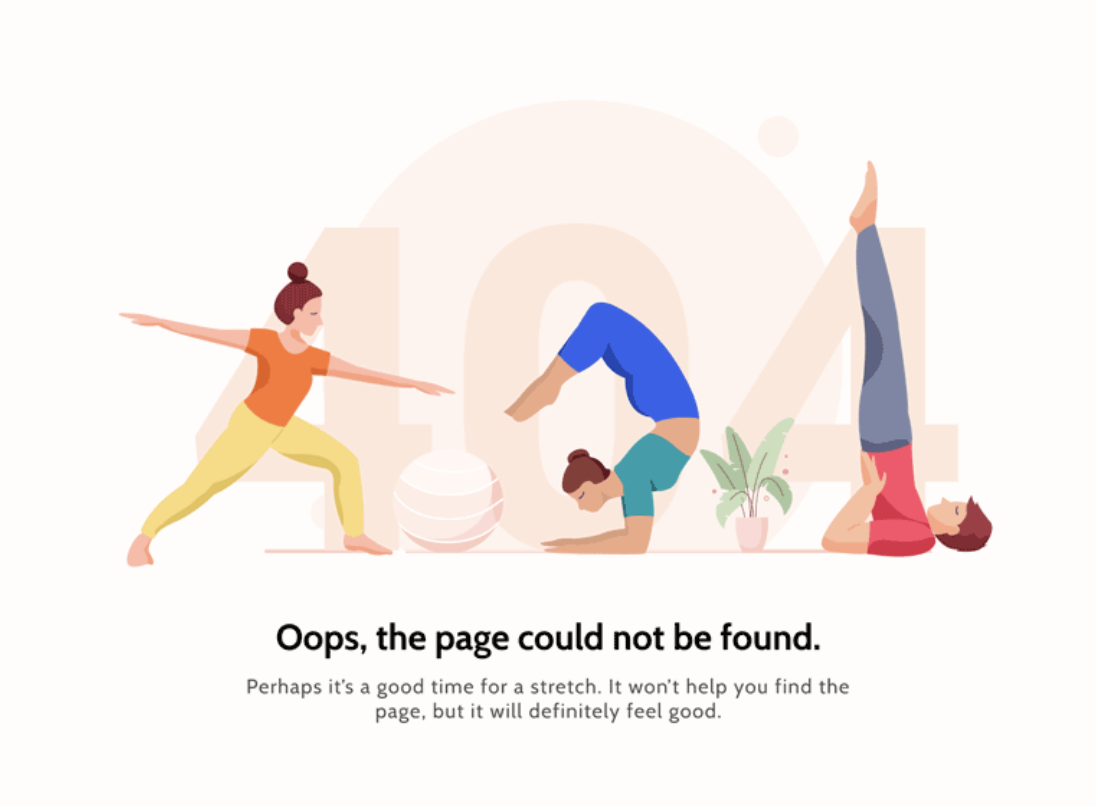 404
Oops, the page could not be found.
Perhaps it's a good time for a stretch. It won't help you find the
page, but it will definitely feel good.